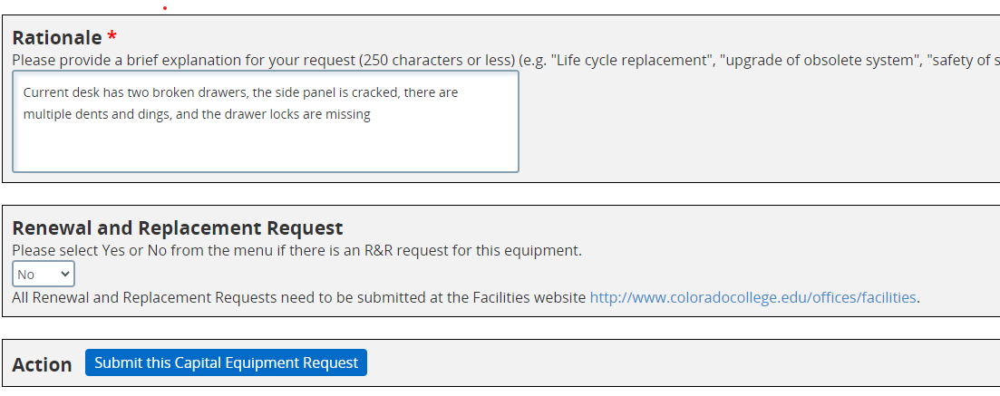 Rationale *
Please provide a brief explanation for your request (250 characters or less) (e.g. "Life cycle replacement", "upgrade of obsolete system", "safety of s
Current desk has two broken drawers, the side panel is cracked, there are
multiple dents and dings, and the drawer locks are missing
Renewal and Replacement Request
Please select Yes or No from the menu if there is an R&R request for this equipment.
No
All Renewal and Replacement Requests need to be submitted at the Facilities website http://www.coloradocollege.edu/offices/facilities.
Action Submit this Capital Equipment Request